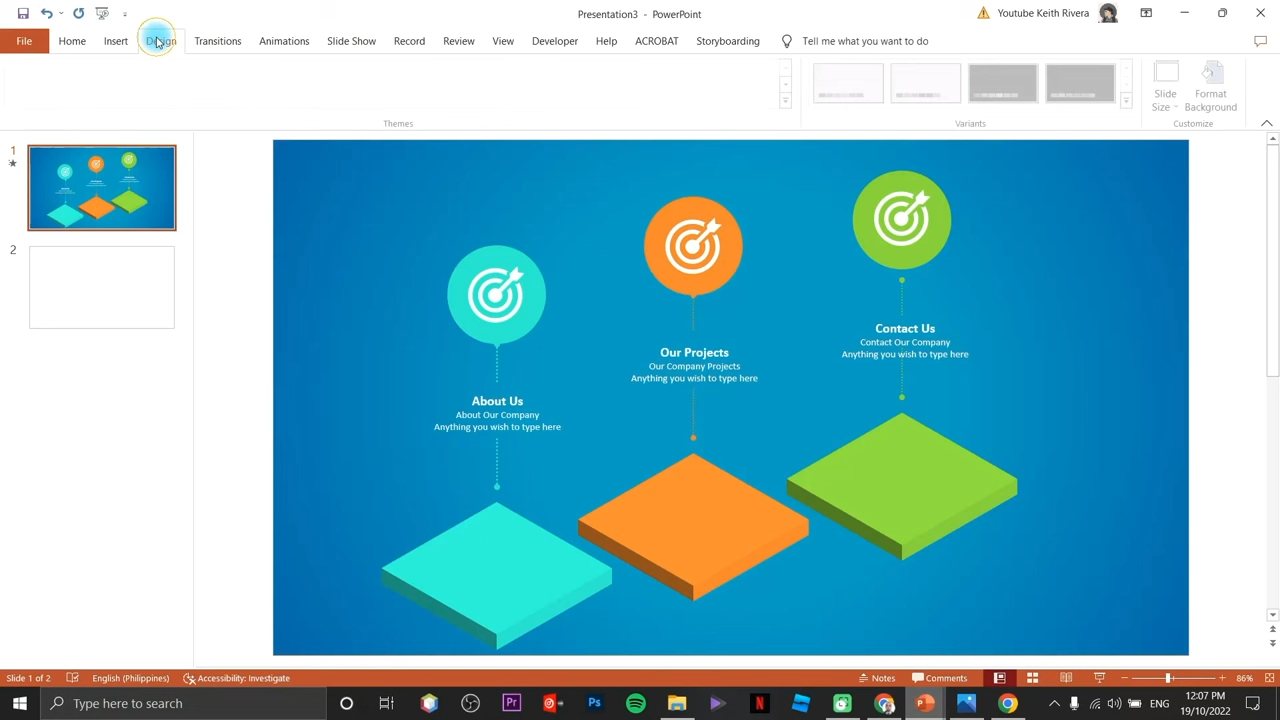 Presentation3 - PowerPoint
Youtube Keith Rivera
File
Home
Insert
Design
Transitions
Animations
Slide Show
Record
Review
View
Developer
Help
ACROBAT
Storyboarding
Tell me what you want to do
Slide
Size
Format
Background
Themes
Variants
Customize
1
2
Contact Us
Contact Our Company
Anything you wish to type here
Our Projects
Our Company Projects
Anything you wish to type here
About Us
About Our Company
Anything you wish to type here
Slide 1 of 2
English (Philippines)
Accessibility: Investigate
Notes
Comments
86%
Type here to search
Pr
Ps
ENG
12:07 PM
19/10/2022